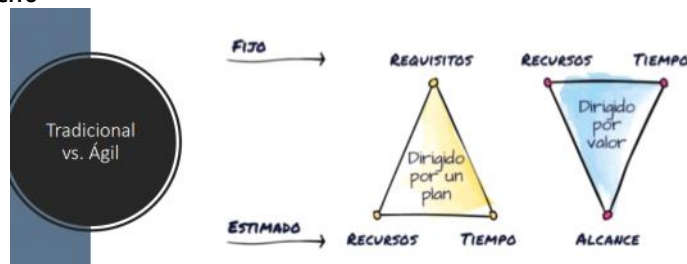 Tradicional
vs. Ágil
FIJO
REQUISITOS
RECURSOS
TIEMPO
Dirigido
por un
plan
Dirigido
por
valor
ESTIMADO
RECURSOS
TIEMPO
ALCANCE